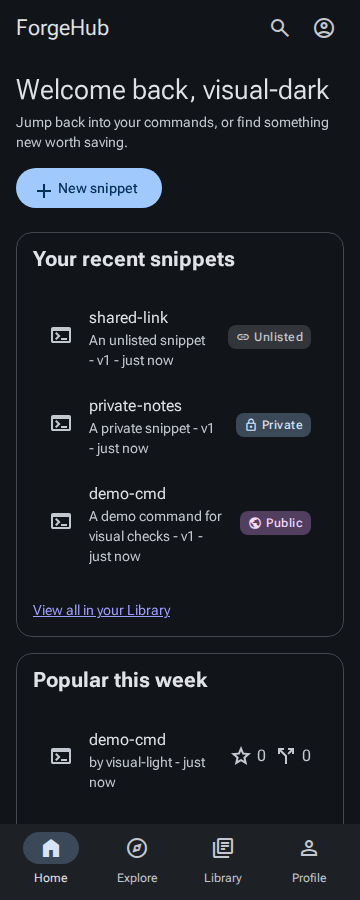 ForgeHub
Welcome back, visual-dark
Jump back into your commands, or find something
new worth saving.
New snippet
Your recent snippets
shared-link
An unlisted snippet
- v1 - just now
Unlisted
private-notes
A private snippet - v1
- just now
Private
demo-cmd
A demo command for
visual checks - v1 -
just now
Public
View all in your Library
Popular this week
demo-cmd
by visual-light - just
now
0
0
Home
Explore
Library
Profile